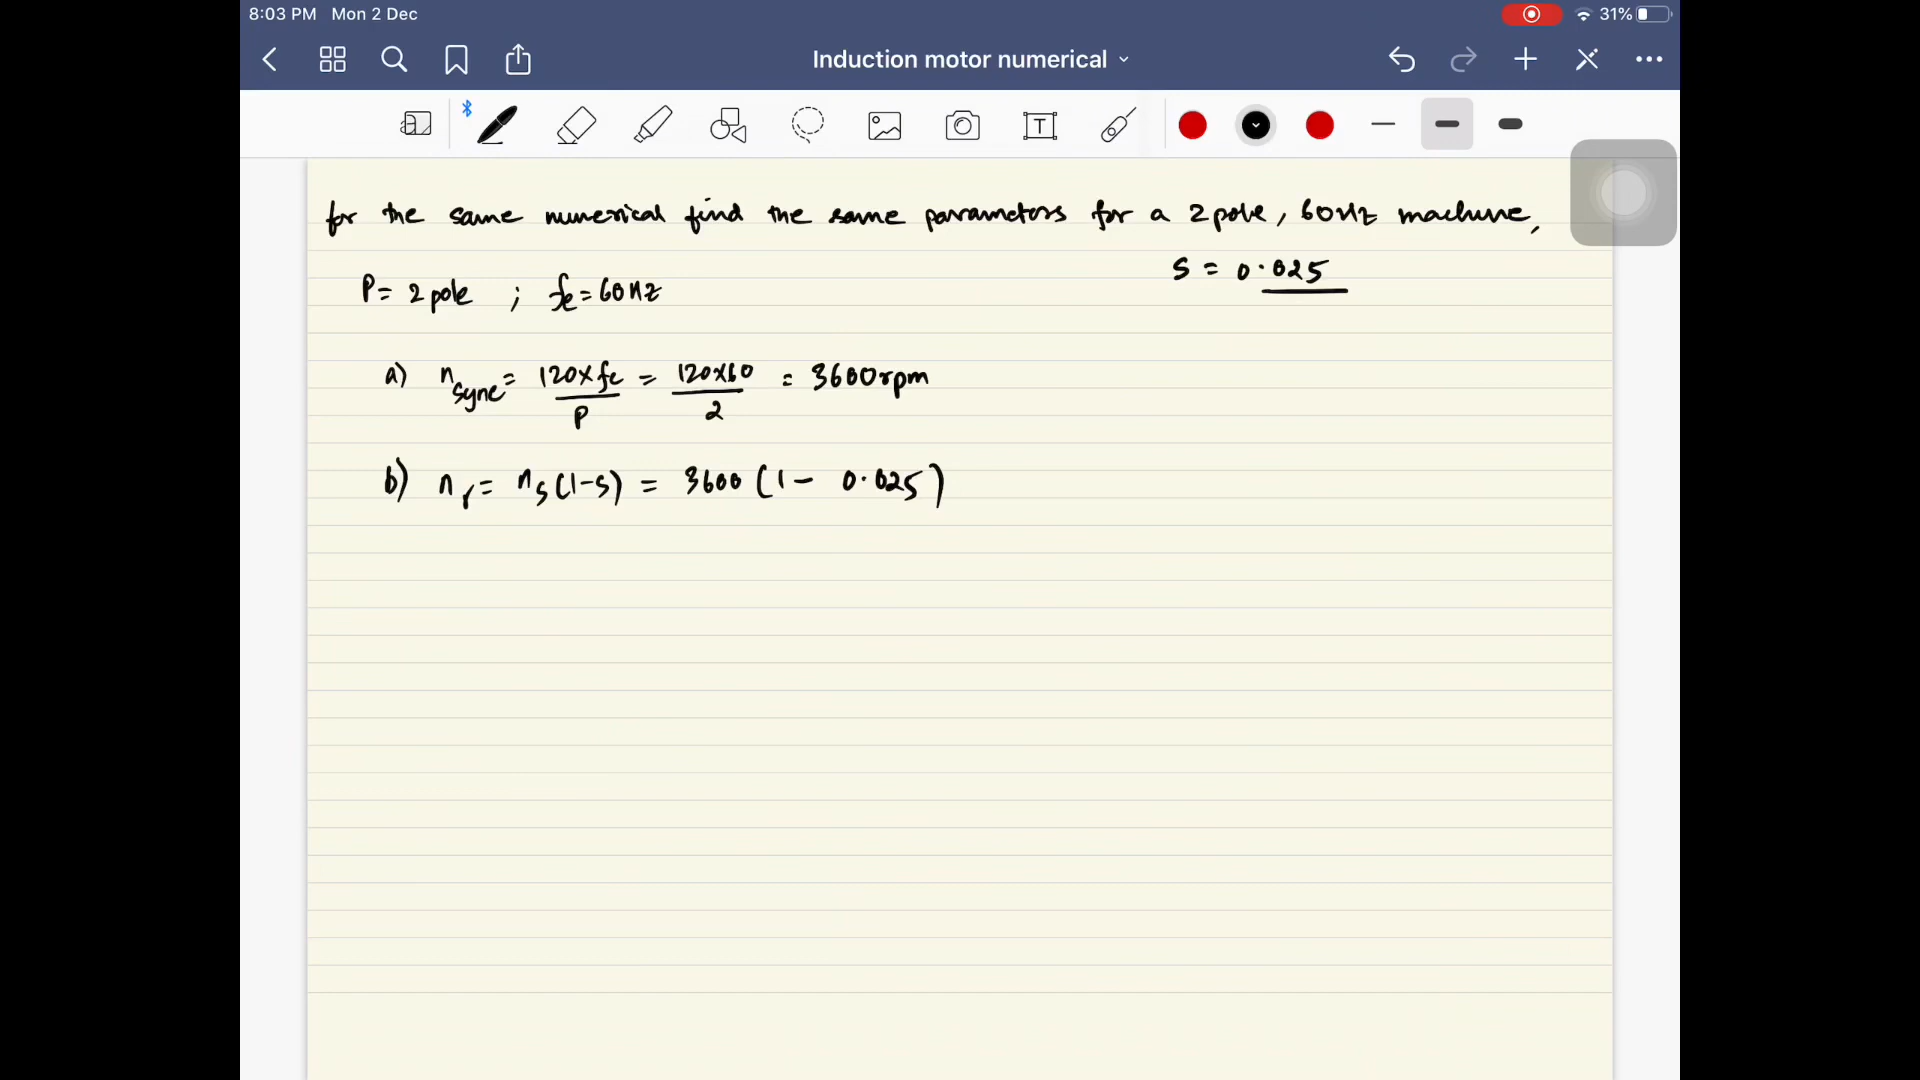 8:03 PM Mon 2 Dec 31%
Induction motor numerical
T
for the same numerical find the same parameters for a 2 pole, 60Hz machine,
s = 0.025
P = 2 pole ; fe = 60Hz
a) n sync = 120 x fe / P = 120x60 / 2 = 3600rpm
b) nr = ns(1-s) = 3600 (1 - 0.025)